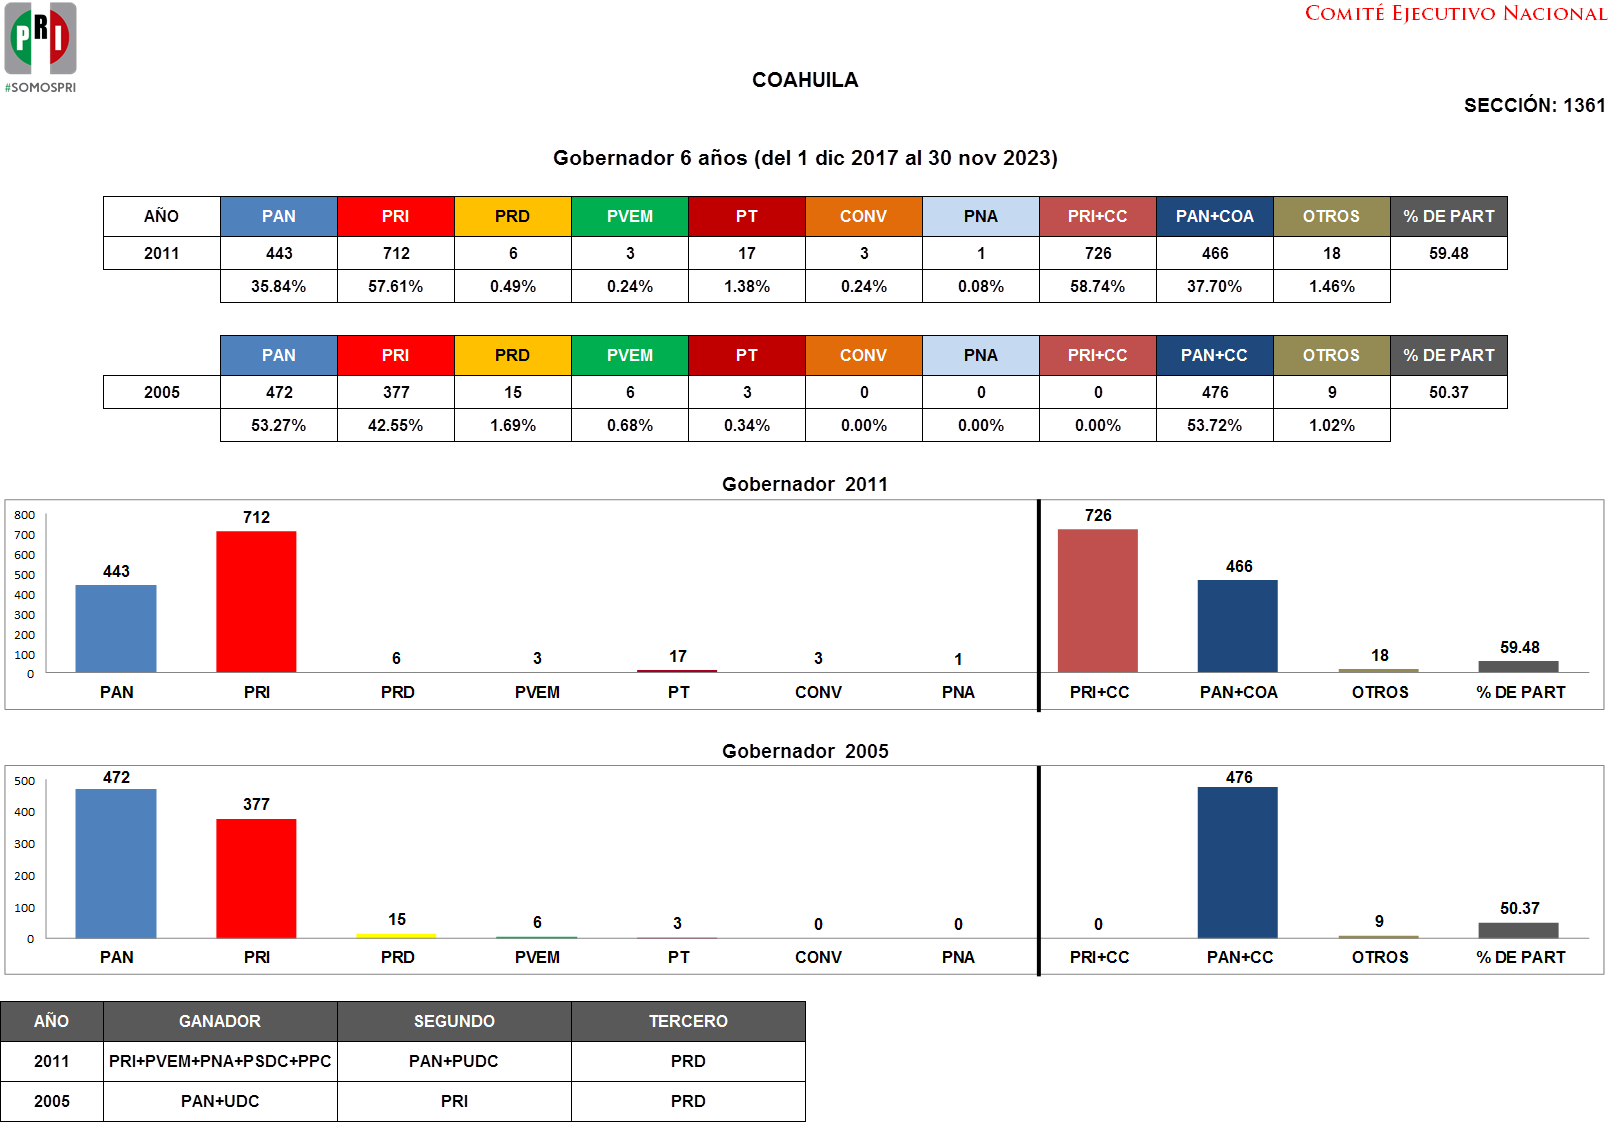 PRI
#SOMOSPRI
COMITÉ EJECUTIVO NACIONAL
COAHUILA
SECCIÓN: 1361
Gobernador 6 años (del 1 dic 2017 al 30 nov 2023)
AÑO PAN PRI PRD PVEM PT CONV PNA PRI+CC PAN+COA OTROS % DE PART
2011 443 712 6 3 17 3 1 726 466 18 59.48
35.84% 57.61% 0.49% 0.24% 1.38% 0.24% 0.08% 58.74% 37.70% 1.46%
PAN PRI PRD PVEM PT CONV PNA PRI+CC PAN+CC OTROS % DE PART
2005 472 377 15 6 3 0 0 0 476 9 50.37
53.27% 42.55% 1.69% 0.68% 0.34% 0.00% 0.00% 0.00% 53.72% 1.02%
Gobernador 2011
800
700
600
500
400
300
200
100
0
443 712 6 3 17 3 1 726 466 18 59.48
PAN PRI PRD PVEM PT CONV PNA PRI+CC PAN+COA OTROS % DE PART
Gobernador 2005
500
400
300
200
100
0
472 377 15 6 3 0 0 0 476 9 50.37
PAN PRI PRD PVEM PT CONV PNA PRI+CC PAN+CC OTROS % DE PART
AÑO GANADOR SEGUNDO TERCERO
2011 PRI+PVEM+PNA+PSDC+PPC PAN+PUDC PRD
2005 PAN+UDC PRI PRD